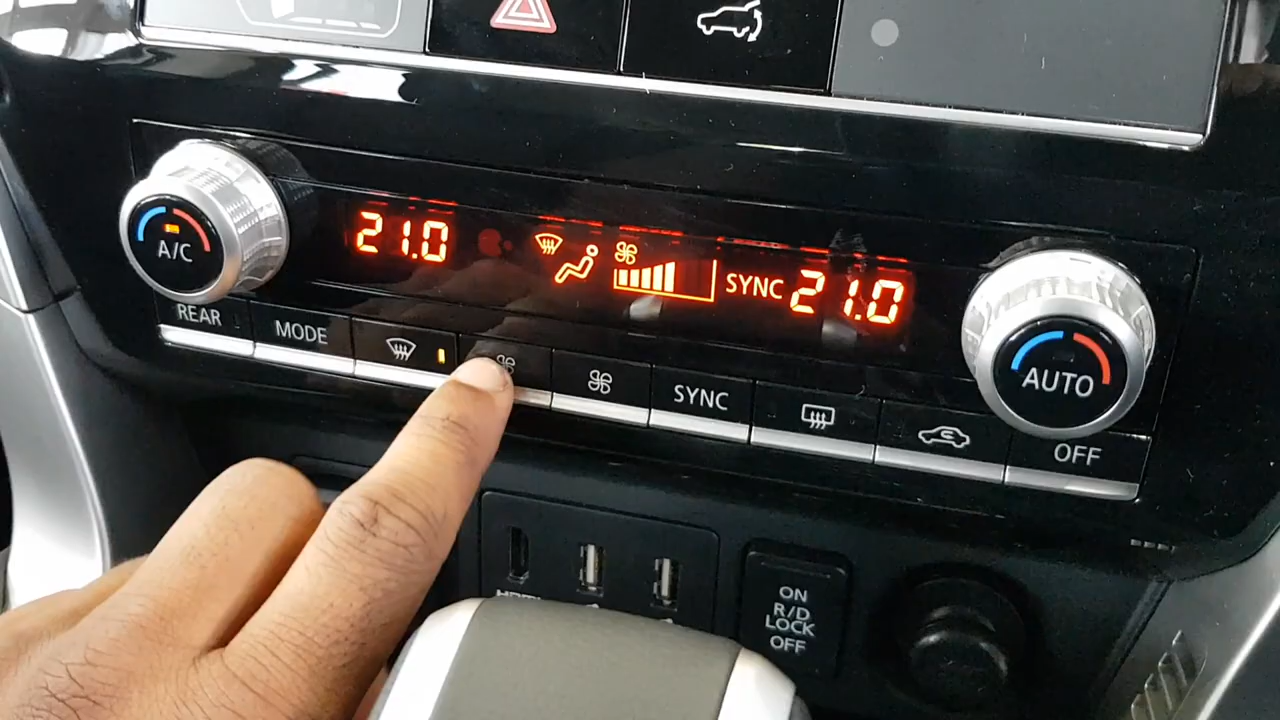 21.0
SYNC 21.0
A/C
AUTO
REAR
MODE
SYNC
OFF
ON
R/D
LOCK
OFF